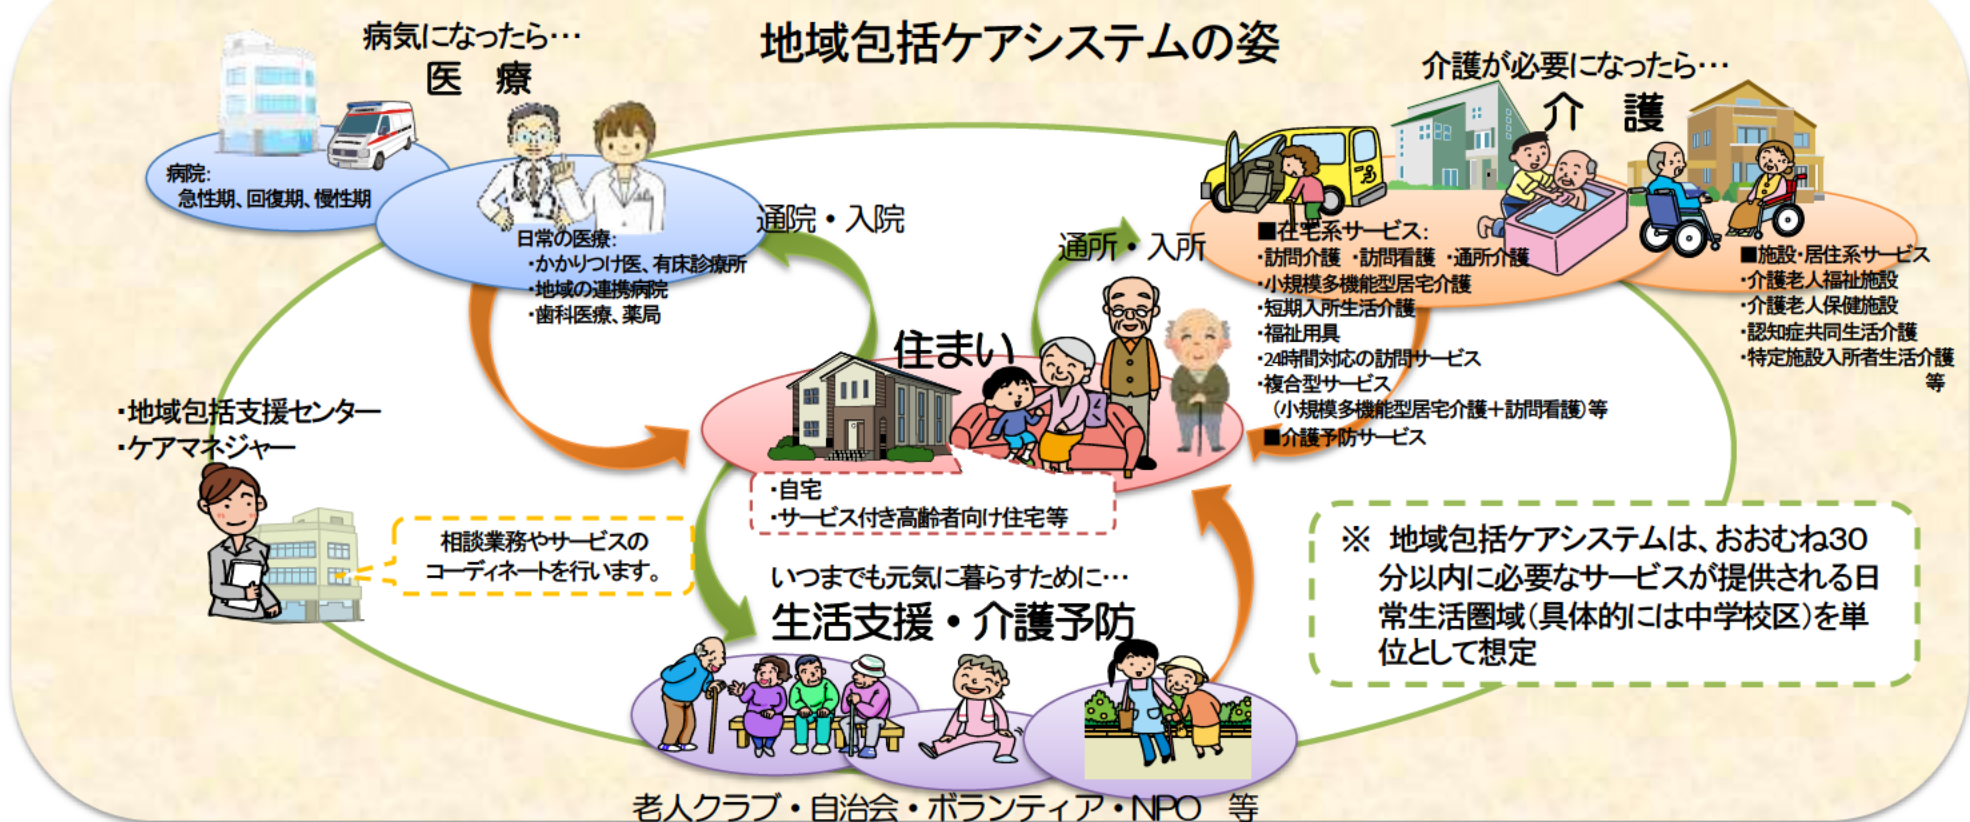 地域包括ケアシステムの姿
病気になったら…
医 療
病院:
急性期、回復期、慢性期
日常の医療:
・かかりつけ医、有床診療所
・地域の連携病院
・歯科医療、薬局
通院・入院
通所・入所
介護が必要になったら…
介 護
■在宅系サービス:
・訪問介護 ・訪問看護 ・通所介護
・小規模多機能型居宅介護
・短期入所生活介護
・福祉用具
・24時間対応の訪問サービス
・複合型サービス
(小規模多機能型居宅介護+訪問看護)等
■介護予防サービス
■施設・居住系サービス
・介護老人福祉施設
・介護老人保健施設
・認知症共同生活介護
・特定施設入所者生活介護
等
住まい
・自宅
・サービス付き高齢者向け住宅等
・地域包括支援センター
・ケアマネジャー
相談業務やサービスの
コーディネートを行います。
いつまでも元気に暮らすために…
生活支援・介護予防
老人クラブ・自治会・ボランティア・NPO 等
※ 地域包括ケアシステムは、おおむね30
分以内に必要なサービスが提供される日
常生活圏域(具体的には中学校区)を単
位として想定